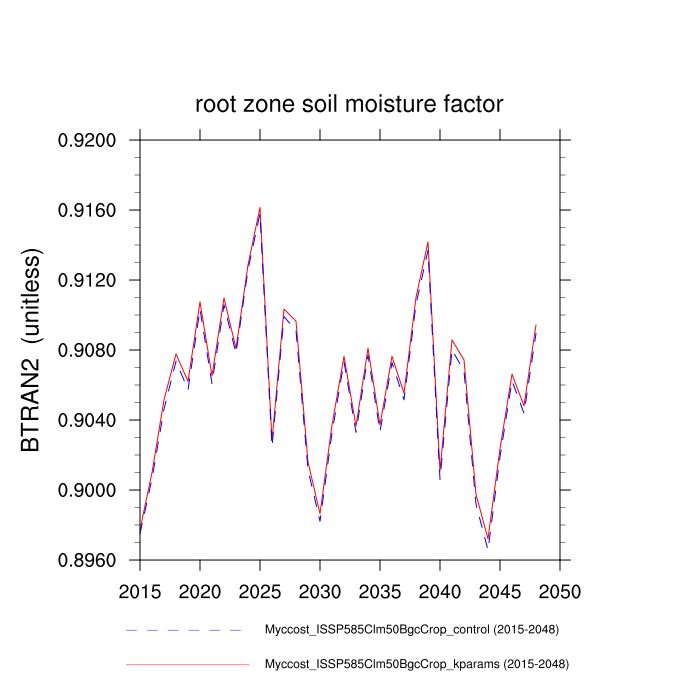 root zone soil moisture factor
0.9200
0.9160
0.9120
0.9080
0.9040
0.9000
0.8960
BTRAN2 (unitless)
2015 2020 2025 2030 2035 2040 2045 2050
Myccost_ISSP585Clm50BgcCrop_control (2015-2048)
Myccost_ISSP585Clm50BgcCrop_kparams (2015-2048)